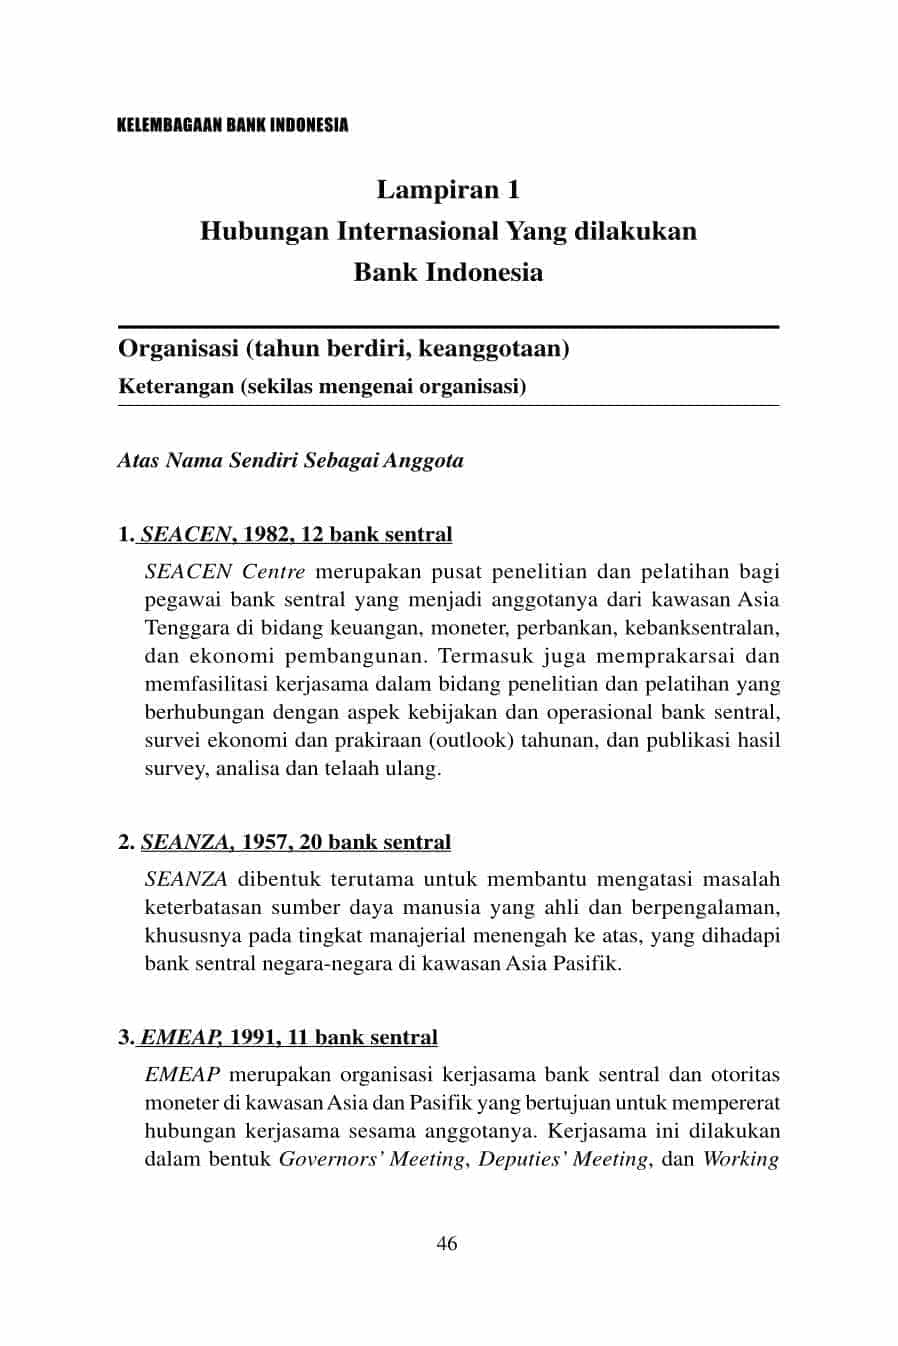 KELEMBAGAAN BANK INDONESIA
Lampiran 1
Hubungan Internasional Yang dilakukan
Bank Indonesia
Organisasi (tahun berdiri, keanggotaan)
Keterangan (sekilas mengenai organisasi)
Atas Nama Sendiri Sebagai Anggota
1. SEACEN, 1982, 12 bank sentral
SEACEN Centre merupakan pusat penelitian dan pelatihan bagi
pegawai bank sentral yang menjadi anggotanya dari kawasan Asia
Tenggara di bidang keuangan, moneter, perbankan, kebanksentralan,
dan ekonomi pembangunan. Termasuk juga memprakarsai dan
memfasilitasi kerjasama dalam bidang penelitian dan pelatihan yang
berhubungan dengan aspek kebijakan dan operasional bank sentral,
survei ekonomi dan prakiraan (outlook) tahunan, dan publikasi hasil
survey, analisa dan telaah ulang.
2. SEANZA, 1957, 20 bank sentral
SEANZA dibentuk terutama untuk membantu mengatasi masalah
keterbatasan sumber daya manusia yang ahli dan berpengalaman,
khususnya pada tingkat manajerial menengah ke atas, yang dihadapi
bank sentral negara-negara di kawasan Asia Pasifik.
3. EMEAP, 1991, 11 bank sentral
EMEAP merupakan organisasi kerjasama bank sentral dan otoritas
moneter di kawasan Asia dan Pasifik yang bertujuan untuk mempererat
hubungan kerjasama sesama anggotanya. Kerjasama ini dilakukan
dalam bentuk Governors' Meeting, Deputies' Meeting, dan Working
46